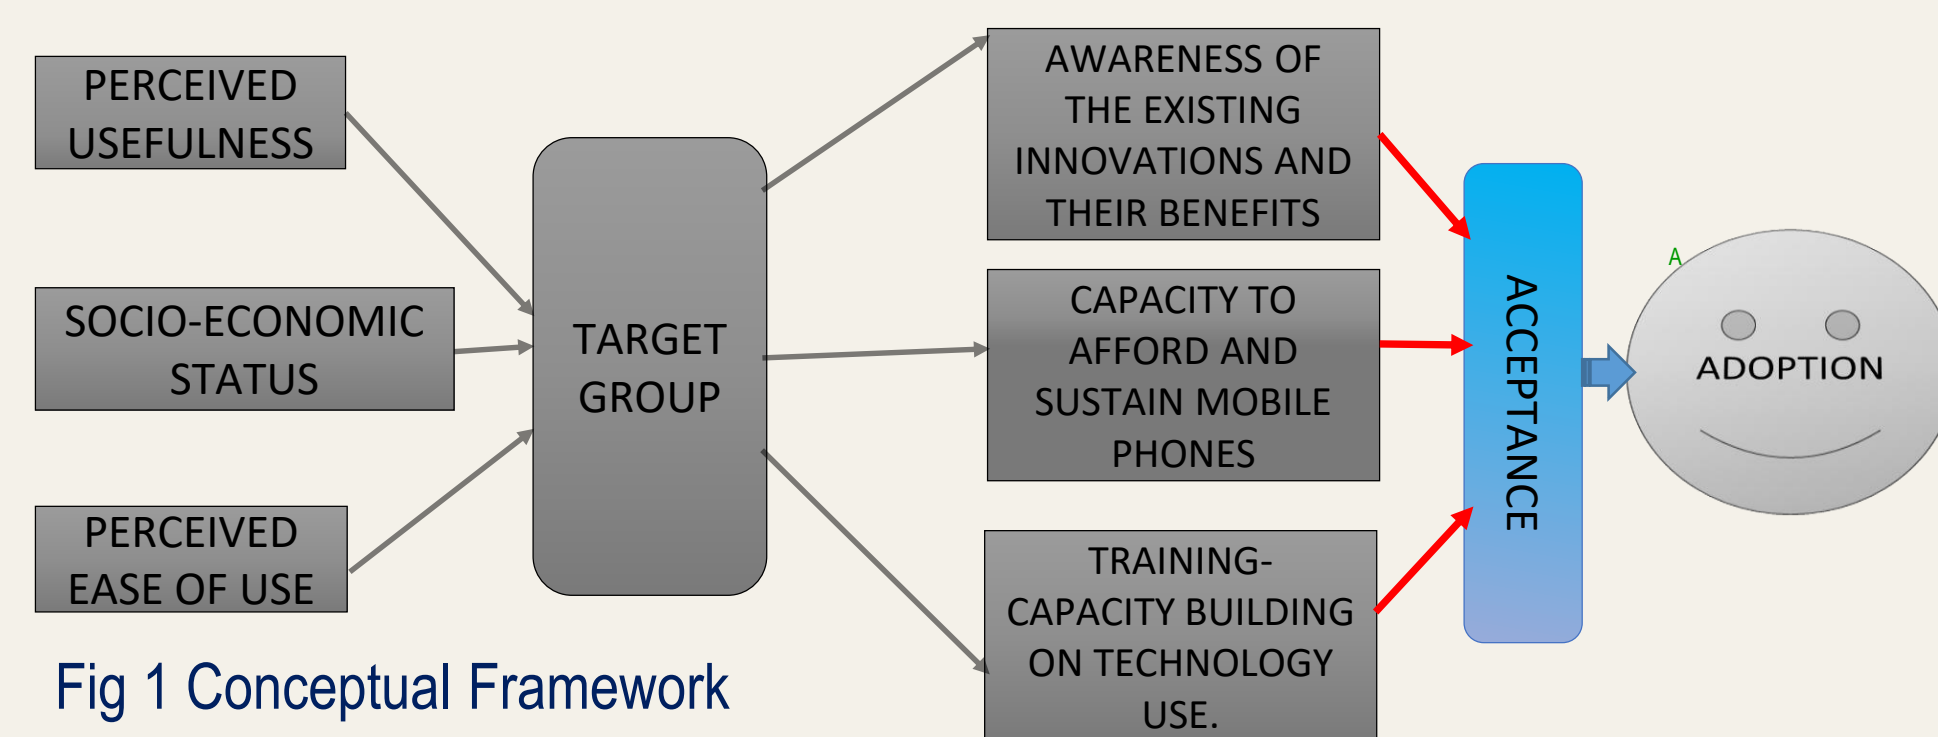 PERCEIVED
USEFULNESS
SOCIO-ECONOMIC
STATUS
PERCEIVED
EASE OF USE
TARGET
GROUP
AWARENESS OF
THE EXISTING
INNOVATIONS AND
THEIR BENEFITS
CAPACITY TO
AFFORD AND
SUSTAIN MOBILE
PHONES
TRAINING-
CAPACITY BUILDING
ON TECHNOLOGY
USE.
ACCEPTANCE
A
ADOPTION
Fig 1 Conceptual Framework